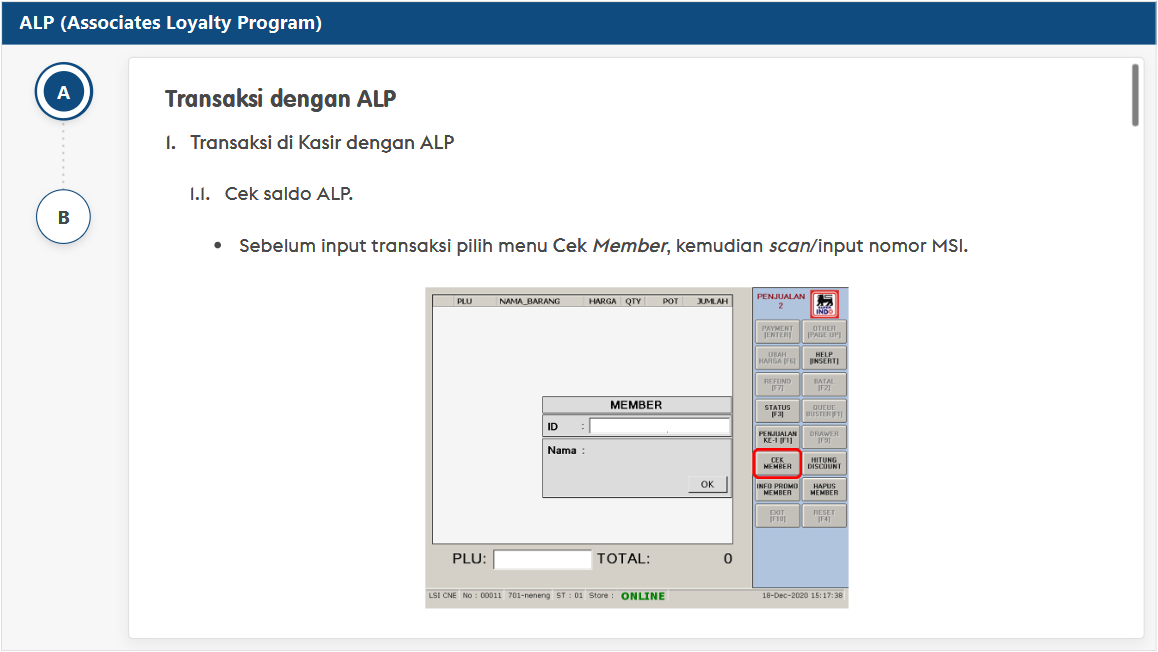 ALP (Associates Loyalty Program)
A
B
Transaksi dengan ALP
1. Transaksi di Kasir dengan ALP
1.1. Cek saldo ALP.
• Sebelum input transaksi pilih menu Cek Member, kemudian scan/input nomor MSI.
PLU NAMA_BARANG HARGA QTY POT JUMLAH
MEMBER
ID :
Nama :
OK
PLU: TOTAL: 0
LSI CNE No : 00011 701-neneng ST : 01 Store : ONLINE 18-Dec-2020 15:17:38
PENJUALAN
2
INDO
PAYMENT
[ENTER]
OTHER
[PAGE UP]
UBAH
HARGA [F6]
HELP
[INSERT]
REFUND
[F7]
BATAL
[F2]
STATUS
[F3]
QUEUE
BUSTER [F1]
PENJUALAN
KE-1 [F1]
DRAWER
[F9]
CEK
MEMBER
HITUNG
DISCOUNT
INFO PROMO
MEMBER
HAPUS
MEMBER
EXIT
[F10]
RESET
[F4]